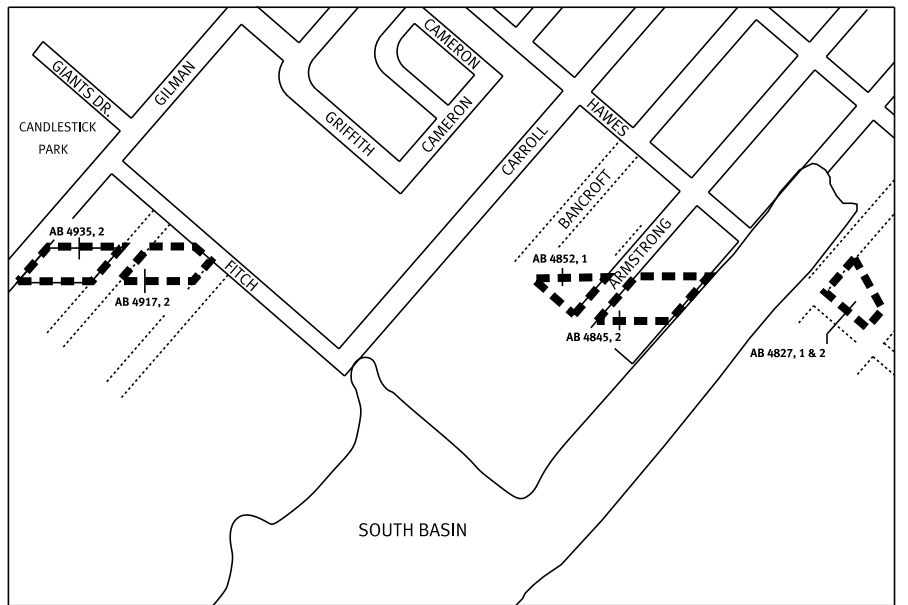 CAMERON
GIANTS DR.
GILMAN
CANDLESTICK
PARK
GRIFFITH
CAMERON
CARROLL
HAWES
BANCROFT
AB 4935, 2
AB 4917, 2
FITCH
AB 4852, 1
ARMSTRONG
AB 4845, 2
AB 4827, 1 & 2
SOUTH BASIN